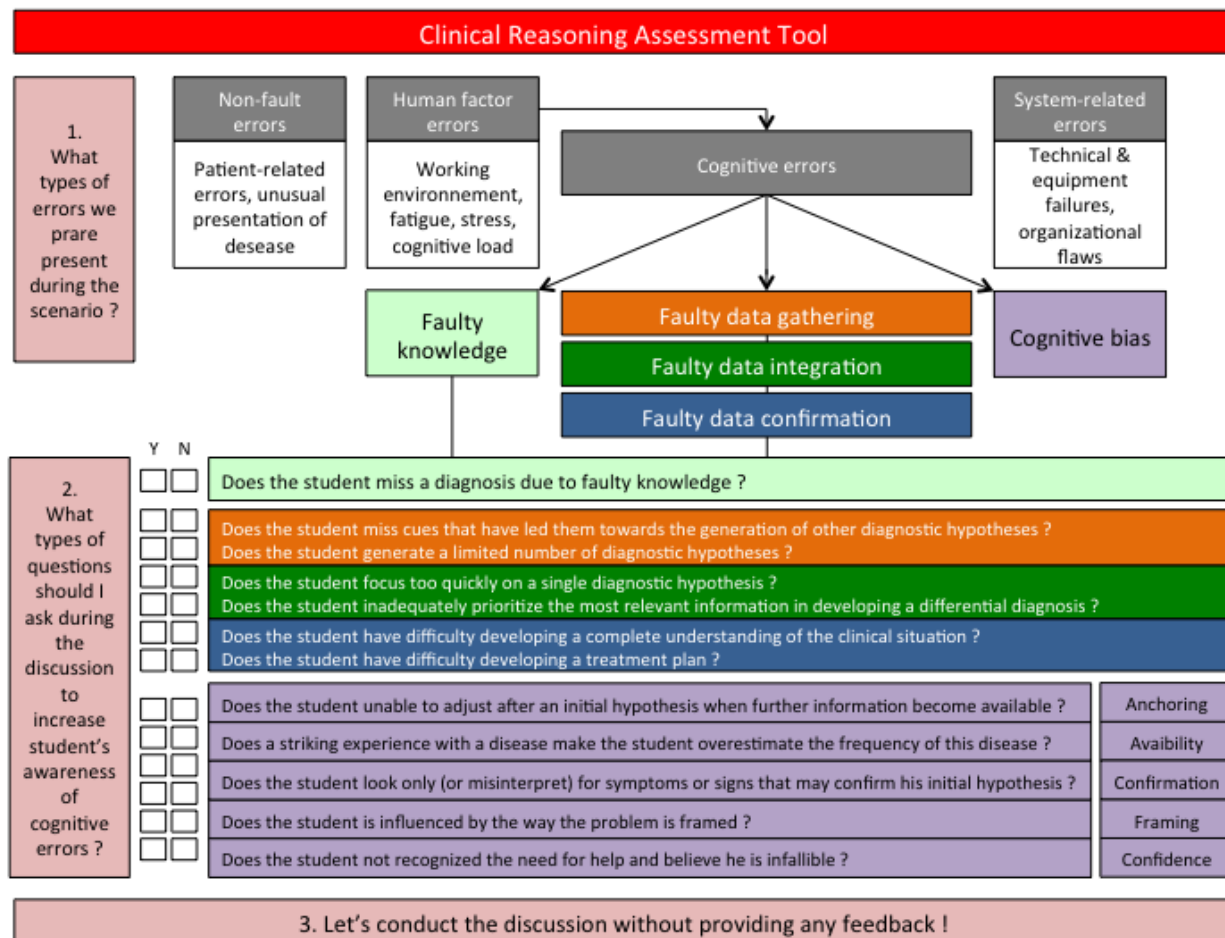 Clinical Reasoning Assessment Tool
1.
What
types of
errors we
prare
present
during the
scenario ?
Non-fault
errors
Patient-related
errors, unusual
presentation of
desease
Human factor
errors
Working
environnement,
fatigue, stress,
cognitive load
Cognitive errors
System-related
errors
Technical &
equipment
failures,
organizational
flaws
Faulty
knowledge
Faulty data gathering
Faulty data integration
Faulty data confirmation
Cognitive bias
2.
What
types of
questions
should I
ask during
the
discussion
to
increase
student's
awareness
of
cognitive
errors ?
Y N
Does the student miss a diagnosis due to faulty knowledge ?
Does the student miss cues that have led them towards the generation of other diagnostic hypotheses ?
Does the student generate a limited number of diagnostic hypotheses ?
Does the student focus too quickly on a single diagnostic hypothesis ?
Does the student inadequately prioritize the most relevant information in developing a differential diagnosis ?
Does the student have difficulty developing a complete understanding of the clinical situation ?
Does the student have difficulty developing a treatment plan ?
Does the student unable to adjust after an initial hypothesis when further information become available ? Anchoring
Does a striking experience with a disease make the student overestimate the frequency of this disease ? Avaibility
Does the student look only (or misinterpret) for symptoms or signs that may confirm his initial hypothesis ? Confirmation
Does the student is influenced by the way the problem is framed ? Framing
Does the student not recognized the need for help and believe he is infallible ? Confidence
3. Let's conduct the discussion without providing any feedback !